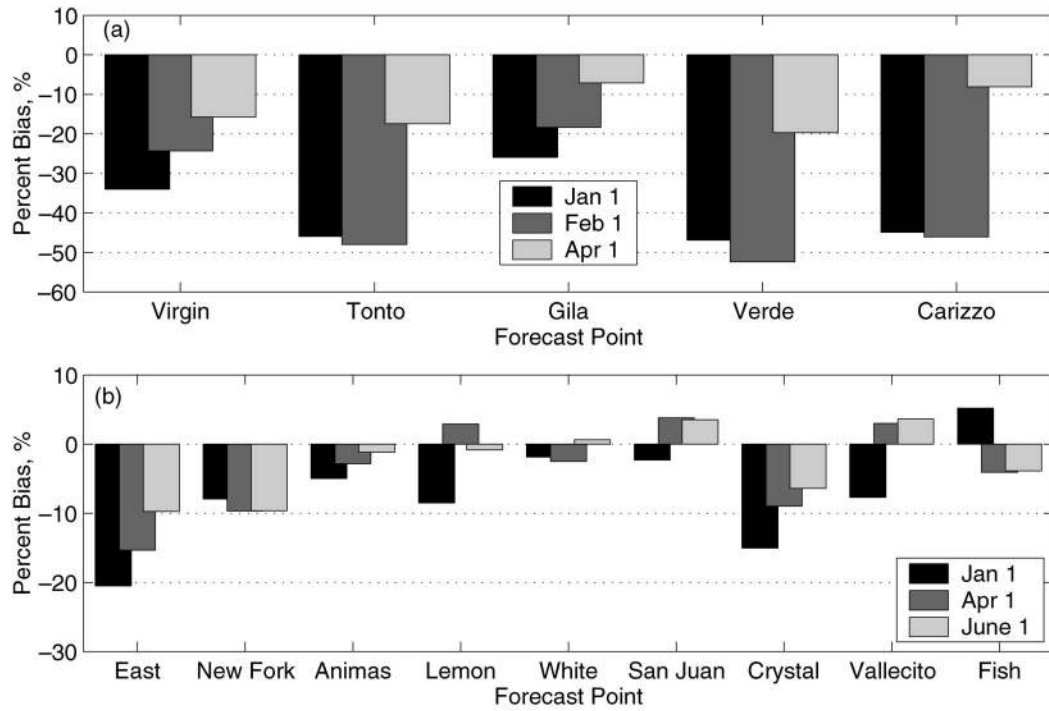 10
(a)
0
–10
–20
–30
–40
–50
–60
Percent Bias, %
Jan 1
Feb 1
Apr 1
Virgin Tonto Gila Verde Carizzo
Forecast Point
10
(b)
0
–10
–20
–30
Percent Bias, %
Jan 1
Apr 1
June 1
East New Fork Animas Lemon White San Juan Crystal Vallecito Fish
Forecast Point